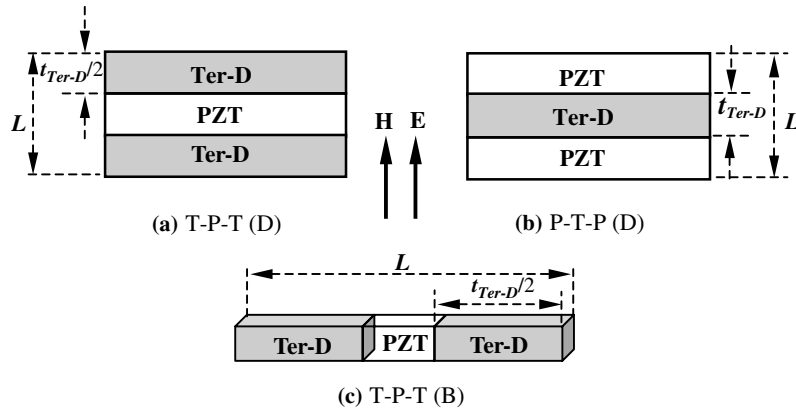 t_Ter-D/2
L
Ter-D
PZT
Ter-D
(a) T-P-T (D)
H E
PZT
Ter-D
PZT
t_Ter-D
L
(b) P-T-P (D)
L
t_Ter-D/2
Ter-D PZT Ter-D
(c) T-P-T (B)